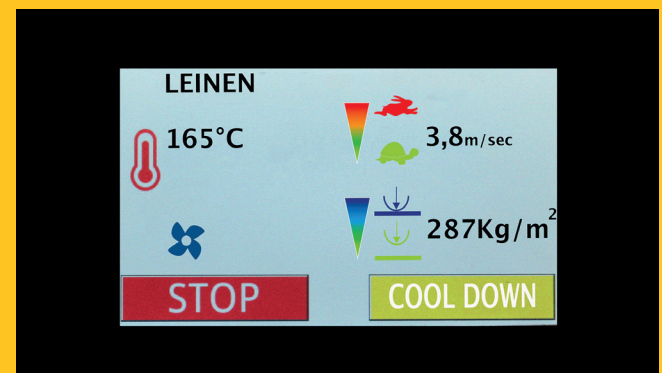 LEINEN
165°C
3,8m/sec
287Kg/m²
STOP
COOL DOWN